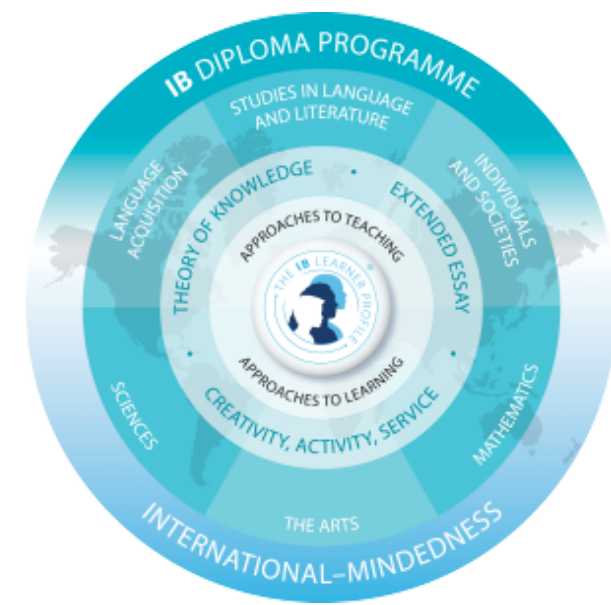 IB DIPLOMA PROGRAMME
STUDIES IN LANGUAGE
AND LITERATURE
LANGUAGE
ACQUISITION
INDIVIDUALS
AND SOCIETIES
THEORY OF KNOWLEDGE
•
EXTENDED ESSAY
•
APPROACHES TO TEACHING
THE IB LEARNER PROFILE®
APPROACHES TO LEARNING
•
CREATIVITY, ACTIVITY, SERVICE
SCIENCES
MATHEMATICS
THE ARTS
INTERNATIONAL–MINDEDNESS